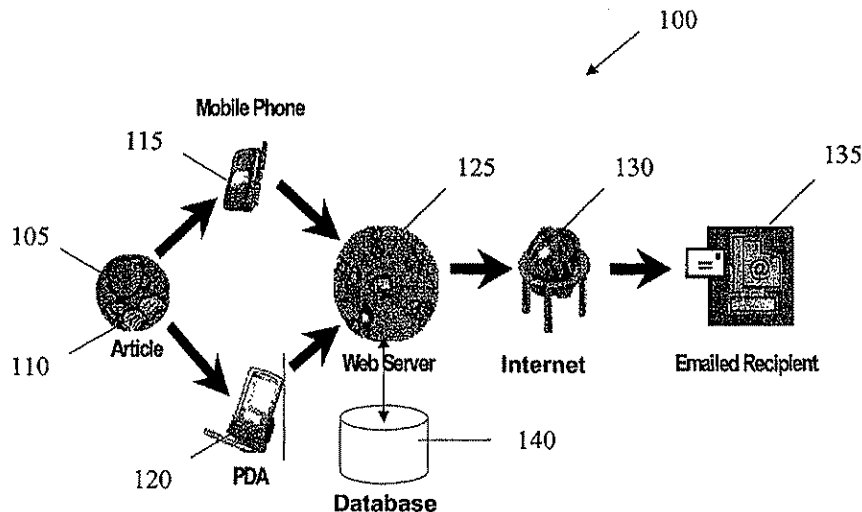 100
Mobile Phone
115
125
130
135
105
110
Article
Web Server
Internet
Emailed Recipient
@
120
PDA
140
Database